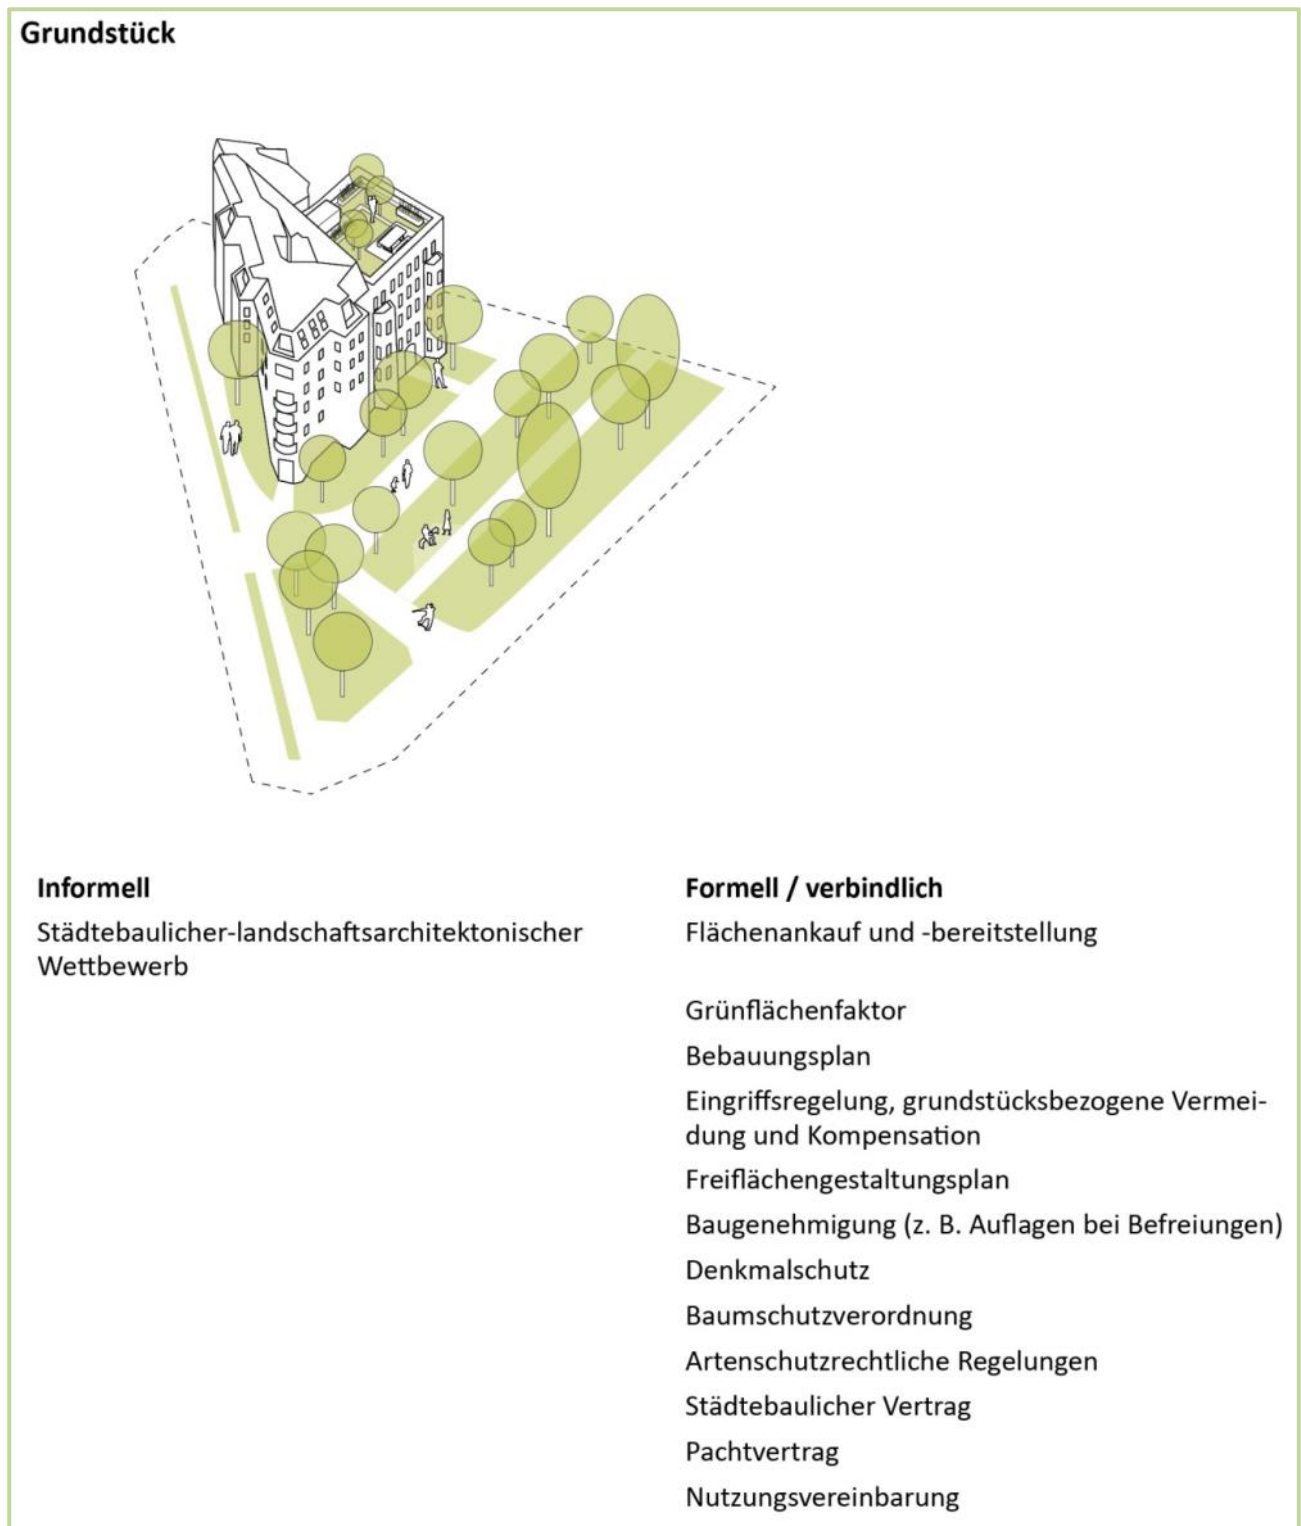 Grundstück
Informell
Städtebaulicher-landschaftsarchitektonischer
Wettbewerb
Formell / verbindlich
Flächenankauf und -bereitstellung
Grünflächenfaktor
Bebauungsplan
Eingriffsregelung, grundstücksbezogene Vermei-
dung und Kompensation
Freiflächengestaltungsplan
Baugenehmigung (z. B. Auflagen bei Befreiungen)
Denkmalschutz
Baumschutzverordnung
Artenschutzrechtliche Regelungen
Städtebaulicher Vertrag
Pachtvertrag
Nutzungsvereinbarung